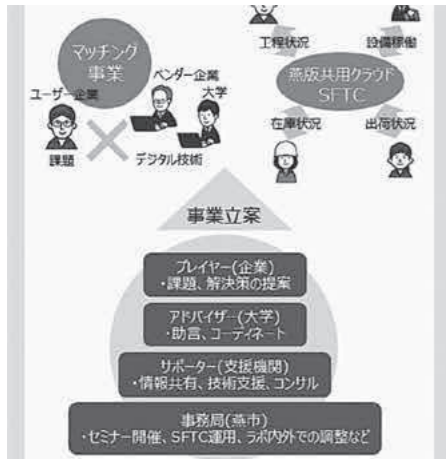 マッチング
事業
ユーザー企業
ベンダー企業
大学
課題
デジタル技術
工程状況
設備稼働
燕版共用クラウド
SFTC
在庫状況
出荷状況
事業立案
プレイヤー(企業)
・課題、解決策の提案
アドバイザー(大学)
・助言、コーディネート
サポーター(支援機関)
・情報共有、技術支援、コンサル
事務局(燕市)
・セミナー開催、SFTC運用、ラボ内外での調整など